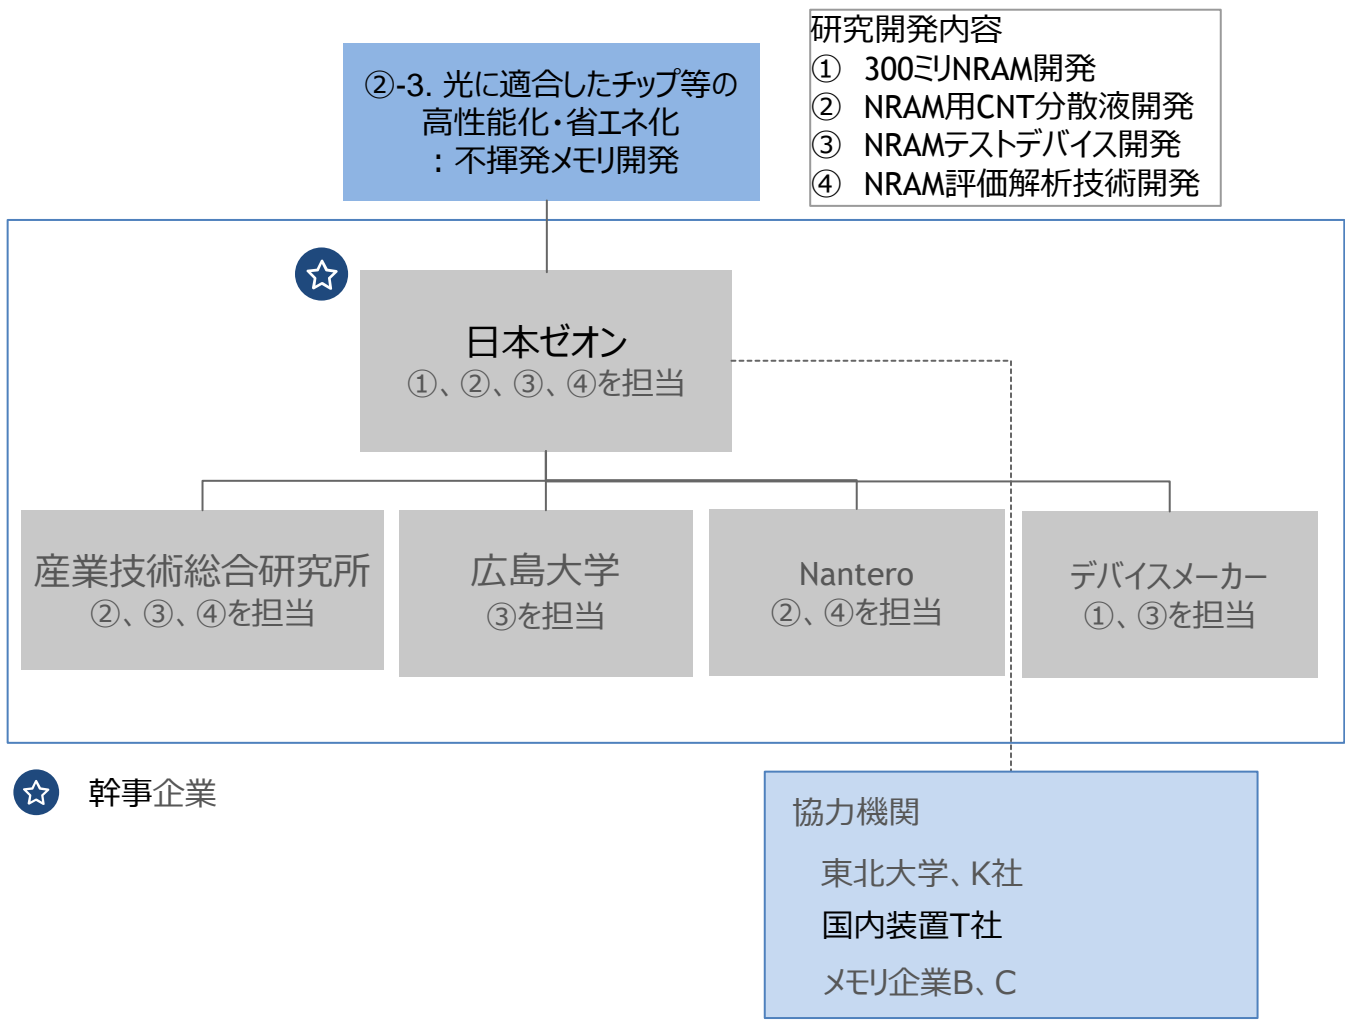 ②-3. 光に適合したチップ等の
高性能化・省エネ化
：不揮発メモリ開発
研究開発内容
① 300ミリNRAM開発
② NRAM用CNT分散液開発
③ NRAMテストデバイス開発
④ NRAM評価解析技術開発
日本ゼオン
①、②、③、④を担当
産業技術総合研究所
②、③、④を担当
広島大学
③を担当
Nantero
②、④を担当
デバイスメーカー
①、③を担当
幹事企業
協力機関
東北大学、K社
国内装置T社
メモリ企業B、C